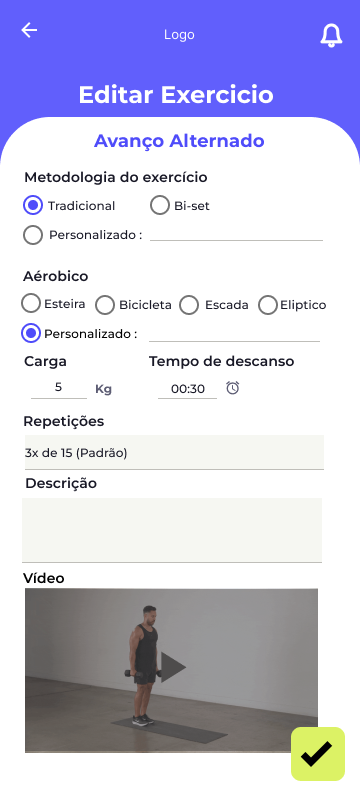 Logo
Editar Exercicio
Avanço Alternado
Metodologia do exercício
Tradicional Bi-set
Personalizado :
Aérobico
Esteira Bicicleta Escada Eliptico
Personalizado :
Carga Tempo de descanso
5 Kg 00:30
Repetições
3x de 15 (Padrão)
Descrição
Vídeo